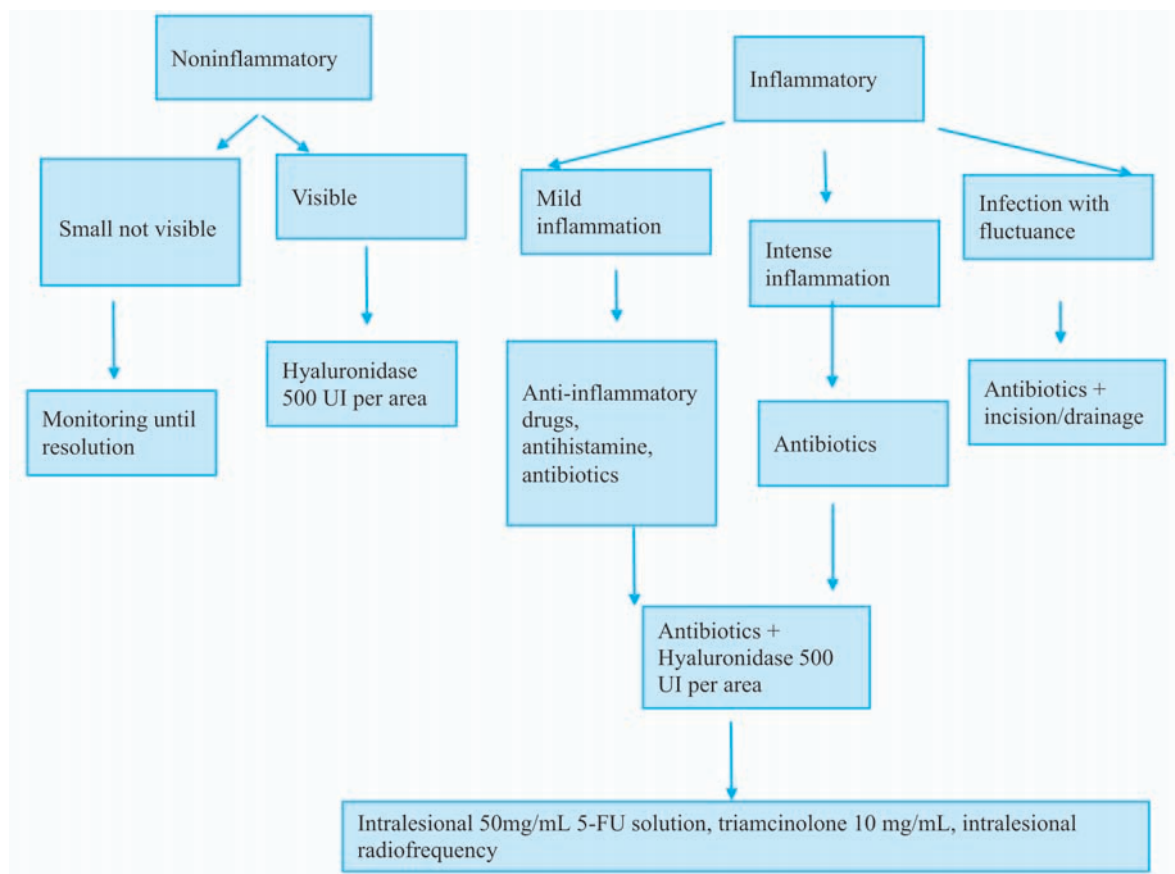 Noninflammatory
Inflammatory
Small not visible
Visible
Mild
inflammation
Intense
inflammation
Infection with
fluctuance
Monitoring until
resolution
Hyaluronidase
500 UI per area
Anti-inflammatory
drugs,
antihistamine,
antibiotics
Antibiotics
Antibiotics +
incision/drainage
Antibiotics +
Hyaluronidase 500
UI per area
Intralesional 50mg/mL 5-FU solution, triamcinolone 10 mg/mL, intralesional
radiofrequency